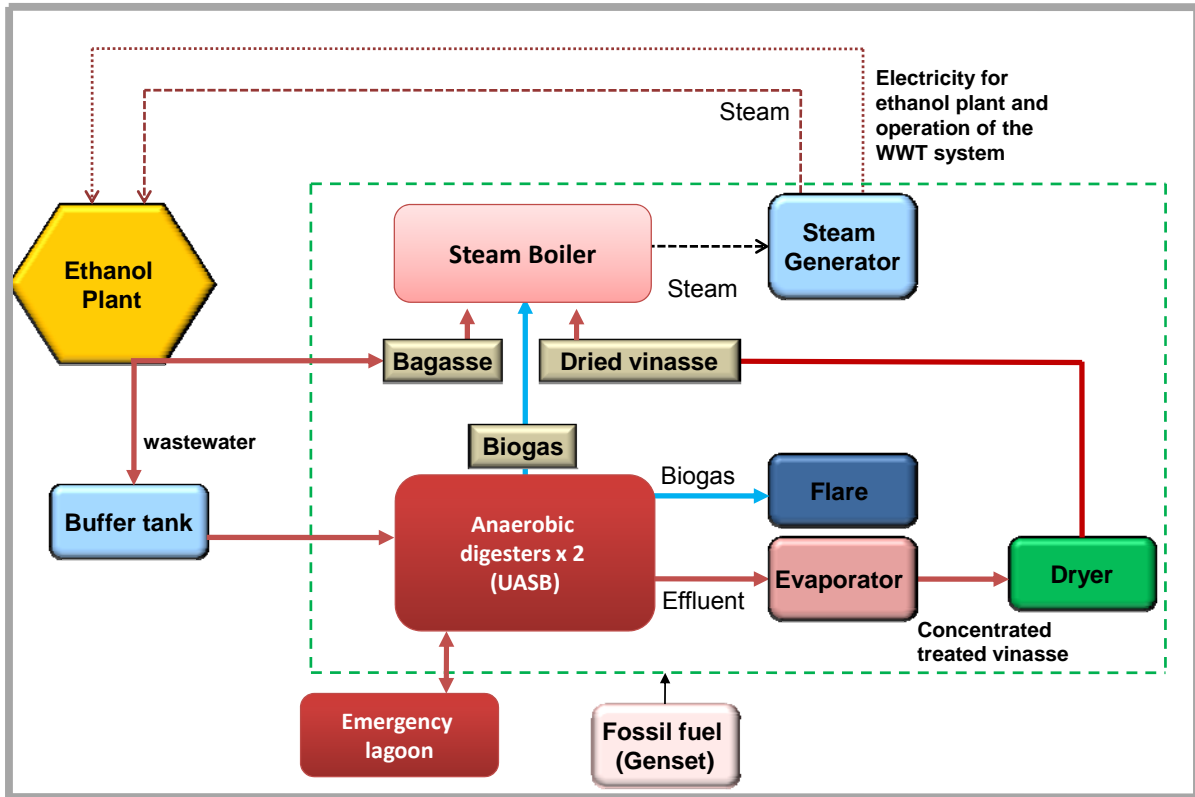 Electricity for
ethanol plant and
operation of the
WWT system
Steam
Ethanol
Plant
Steam Boiler
Steam
Generator
Steam
Bagasse
Dried vinasse
wastewater
Biogas
Biogas
Flare
Buffer tank
Anaerobic
digesters x 2
(UASB)
Effluent
Evaporator
Dryer
Concentrated
treated vinasse
Emergency
lagoon
Fossil fuel
(Genset)